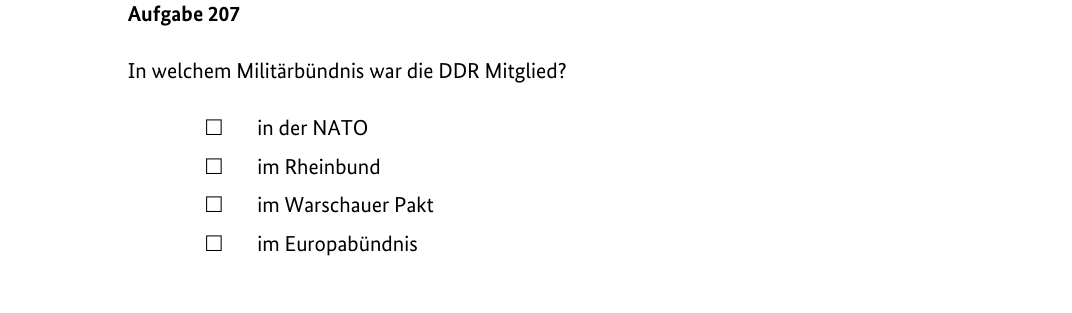 Aufgabe 207
In welchem Militärbündnis war die DDR Mitglied?
☐ in der NATO
☐ im Rheinbund
☐ im Warschauer Pakt
☐ im Europabündnis